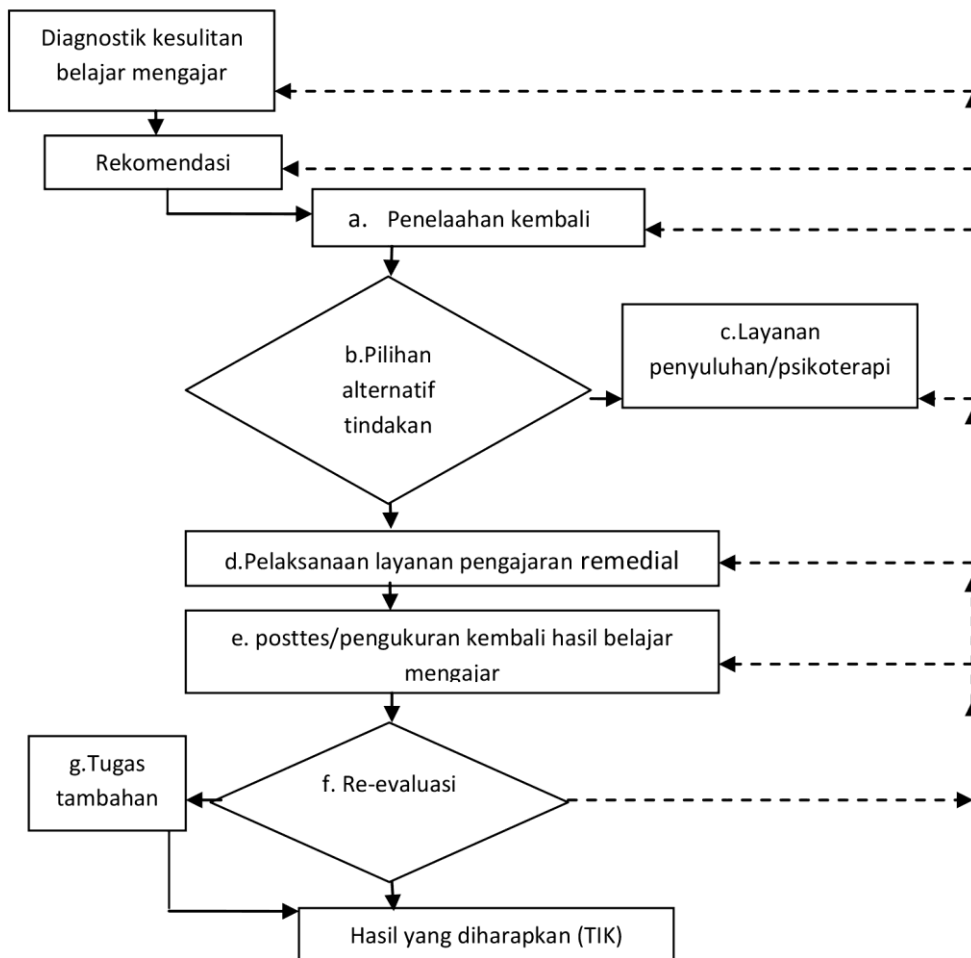 Diagnostik kesulitan
belajar mengajar
Rekomendasi
a. Penelaahan kembali
b.Pilihan
alternatif
tindakan
c.Layanan
penyuluhan/psikoterapi
d.Pelaksanaan layanan pengajaran remedial
e. posttes/pengukuran kembali hasil belajar
mengajar
f. Re-evaluasi
g.Tugas
tambahan
Hasil yang diharapkan (TIK)